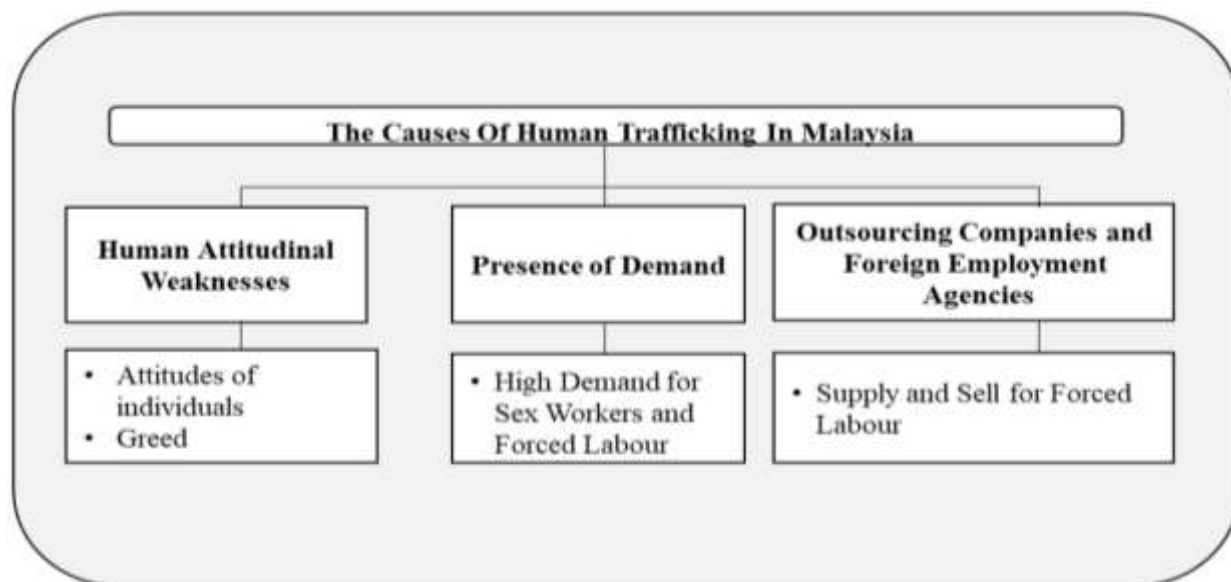 The Causes Of Human Trafficking In Malaysia
Human Attitudinal
Weaknesses
• Attitudes of
individuals
• Greed
Presence of Demand
• High Demand for
Sex Workers and
Forced Labour
Outsourcing Companies and
Foreign Employment
Agencies
• Supply and Sell for Forced
Labour